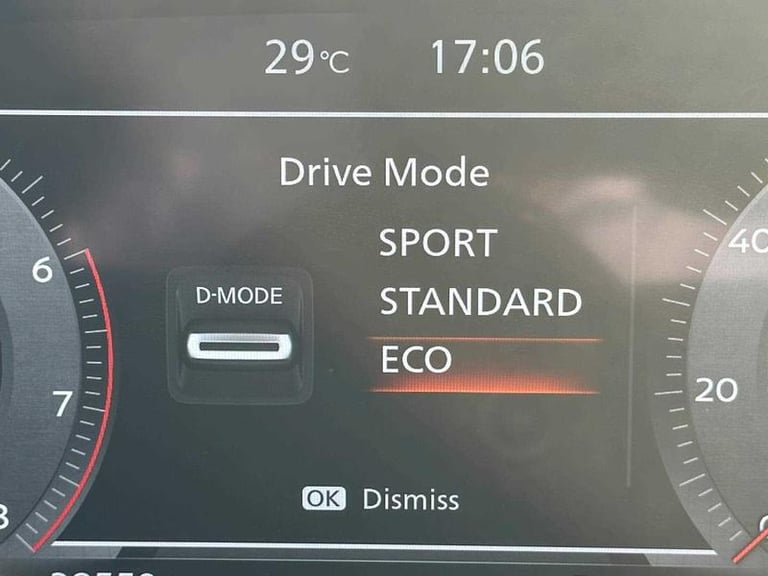 29°C 17:06
Drive Mode
SPORT
D-MODE
STANDARD
ECO
6
7
40
20
OK Dismiss